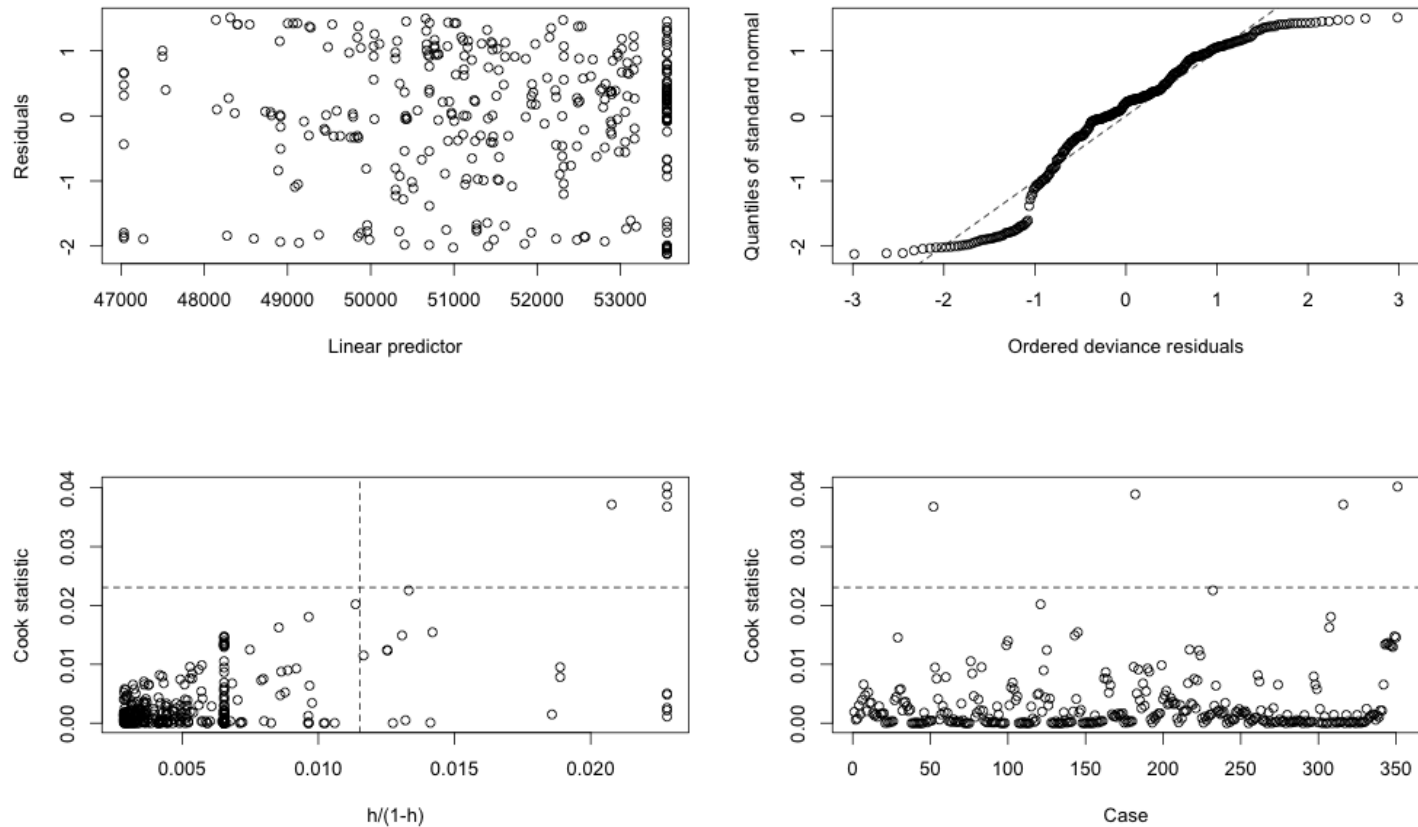 Residuals
1
0
-1
-2
47000 48000 49000 50000 51000 52000 53000
Linear predictor
Quantiles of standard normal
1
0
-1
-2
-3 -2 -1 0 1 2 3
Ordered deviance residuals
Cook statistic
0.04
0.03
0.02
0.01
0.00
0.005 0.010 0.015 0.020
h/(1-h)
Cook statistic
0.04
0.03
0.02
0.01
0.00
0 50 100 150 200 250 300 350
Case